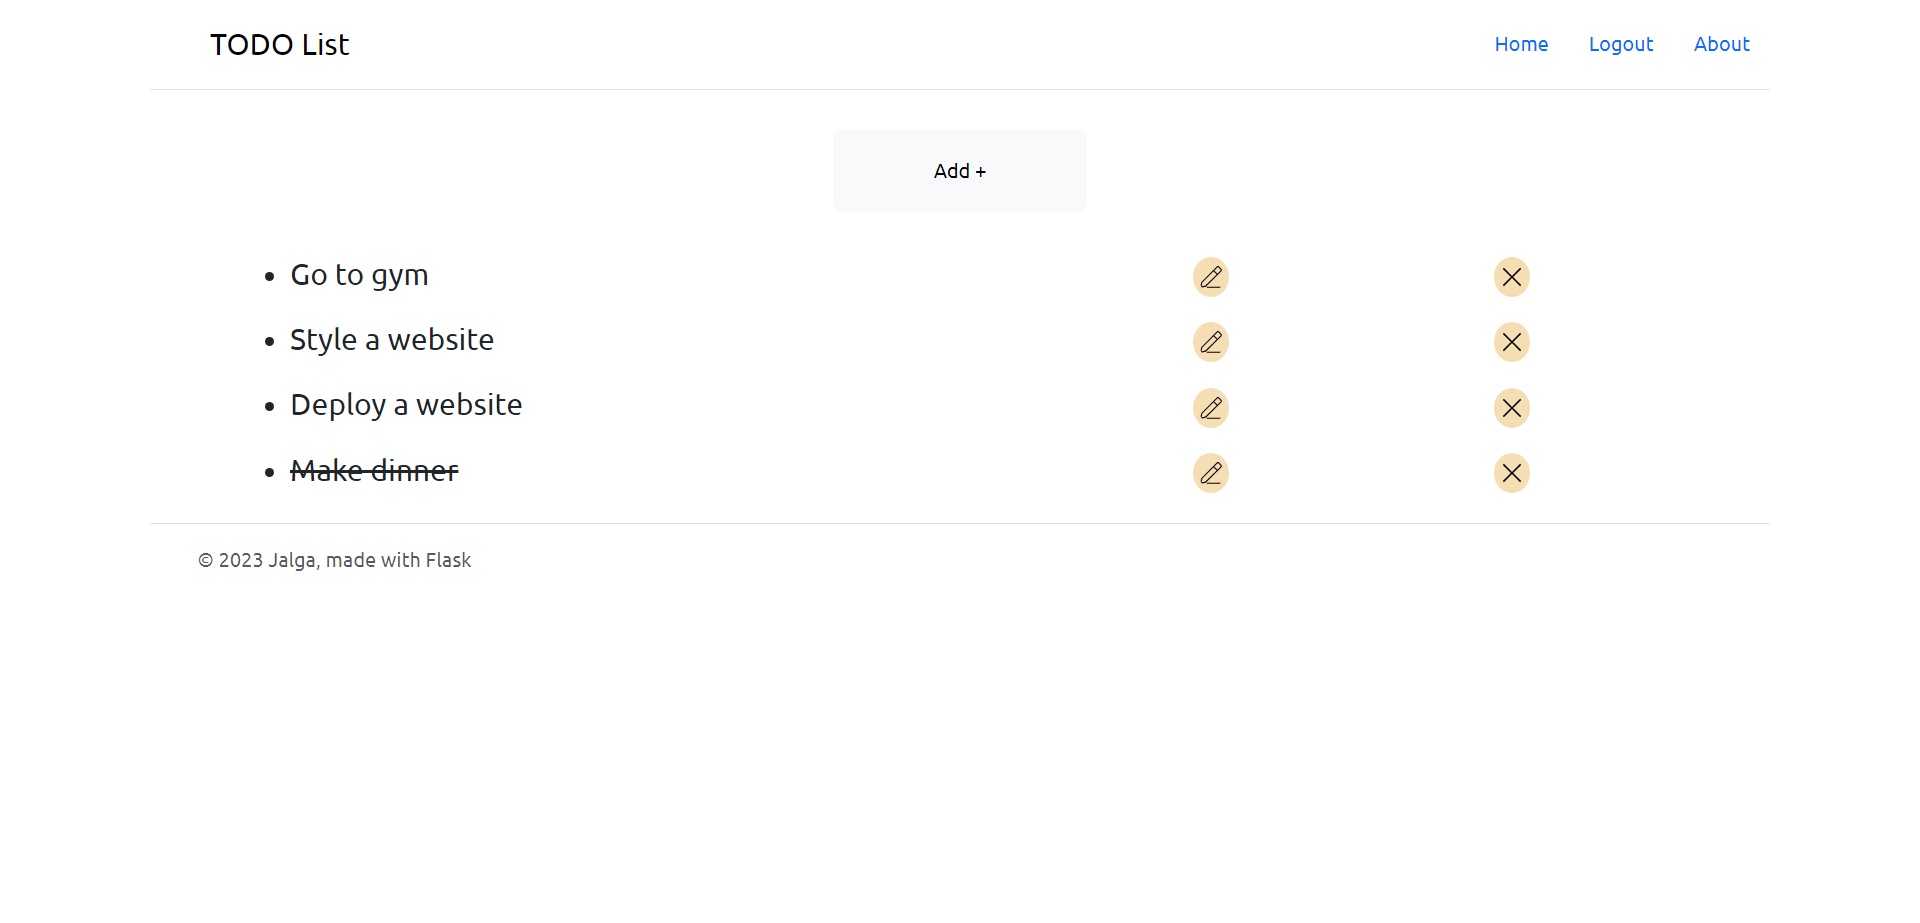 TODO List
Home Logout About
Add +
Go to gym
Style a website
Deploy a website
Make dinner
© 2023 Jalga, made with Flask